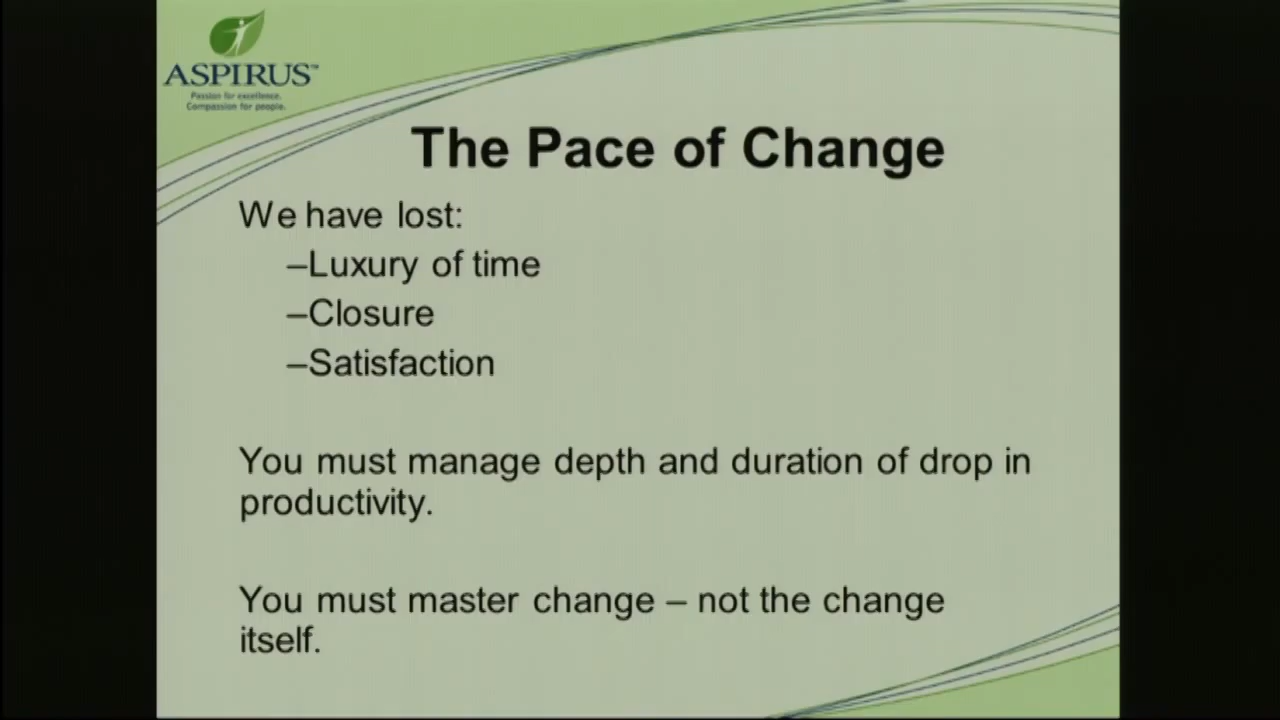 ASPIRUS™
Passion for excellence.
Compassion for people.
The Pace of Change
We have lost:
–Luxury of time
–Closure
–Satisfaction
You must manage depth and duration of drop in
productivity.
You must master change – not the change
itself.